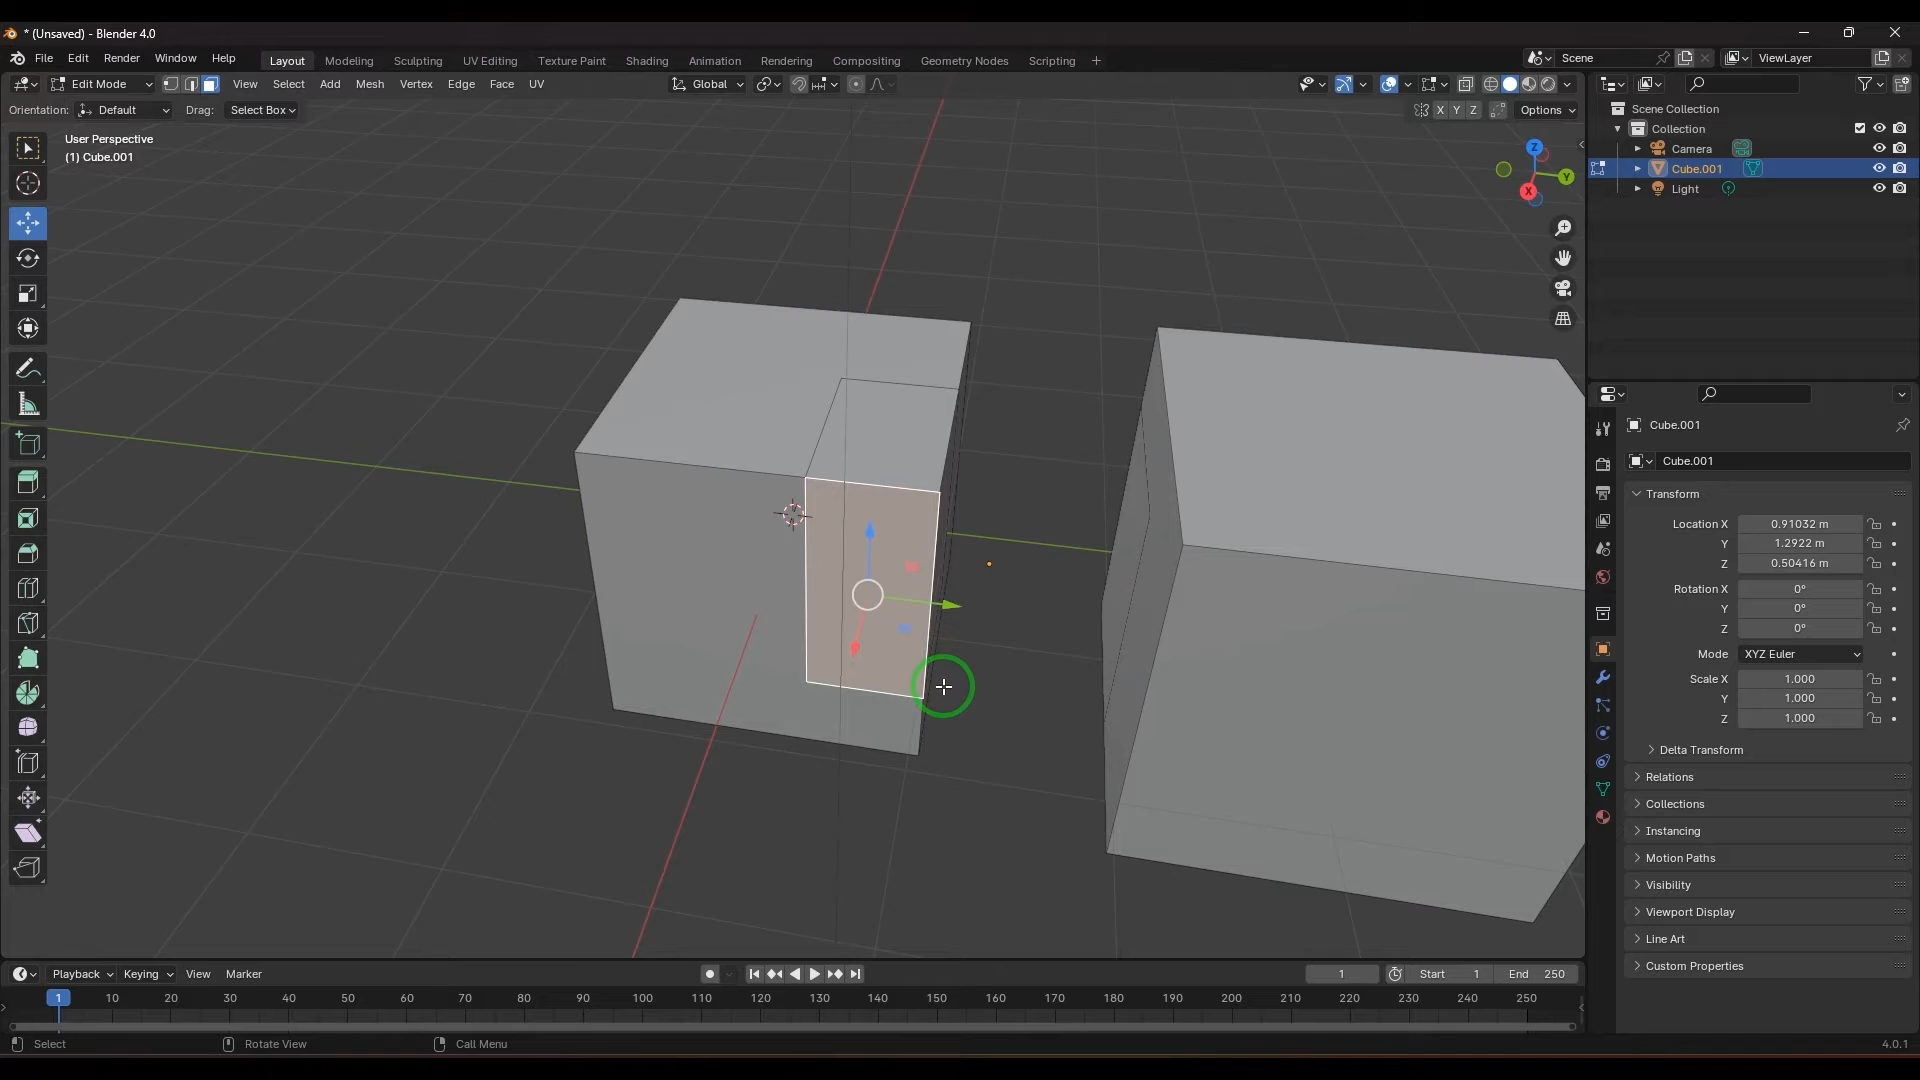 * (Unsaved) - Blender 4.0
File Edit Render Window Help Layout Modeling Sculpting UV Editing Texture Paint Shading Animation Rendering Compositing Geometry Nodes Scripting + Scene ViewLayer
Edit Mode View Select Add Mesh Vertex Edge Face UV Global
Orientation: Default Drag: Select Box X Y Z Options
User Perspective
(1) Cube.001
Z
Y
X
Scene Collection
Collection
Camera
Cube.001
Light
Cube.001
Cube.001
Transform
Location X 0.91032 m
Y 1.2922 m
Z 0.50416 m
Rotation X 0°
Y 0°
Z 0°
Mode XYZ Euler
Scale X 1.000
Y 1.000
Z 1.000
Delta Transform
Relations
Collections
Instancing
Motion Paths
Visibility
Viewport Display
Line Art
Custom Properties
Playback Keying View Marker 1 Start 1 End 250
1 10 20 30 40 50 60 70 80 90 100 110 120 130 140 150 160 170 180 190 200 210 220 230 240 250
Select Rotate View Call Menu 4.0.1